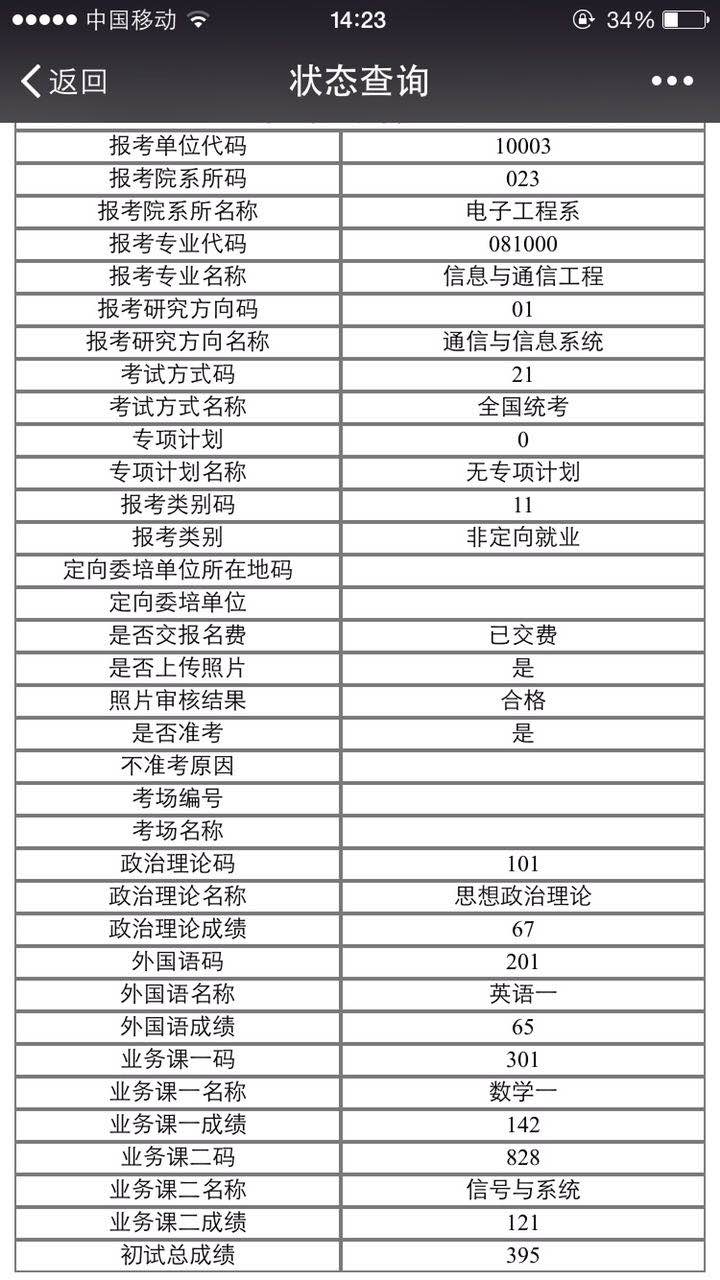 中国移动 14:23 34%
返回 状态查询
报考单位代码 10003
报考院系所码 023
报考院系所名称 电子工程系
报考专业代码 081000
报考专业名称 信息与通信工程
报考研究方向码 01
报考研究方向名称 通信与信息系统
考试方式码 21
考试方式名称 全国统考
专项计划 0
专项计划名称 无专项计划
报考类别码 11
报考类别 非定向就业
定向委培单位所在地码
定向委培单位
是否交报名费 已交费
是否上传照片 是
照片审核结果 合格
是否准考 是
不准考原因
考场编号
考场名称
政治理论码 101
政治理论名称 思想政治理论
政治理论成绩 67
外国语码 201
外国语名称 英语一
外国语成绩 65
业务课一码 301
业务课一名称 数学一
业务课一成绩 142
业务课二码 828
业务课二名称 信号与系统
业务课二成绩 121
初试总成绩 395